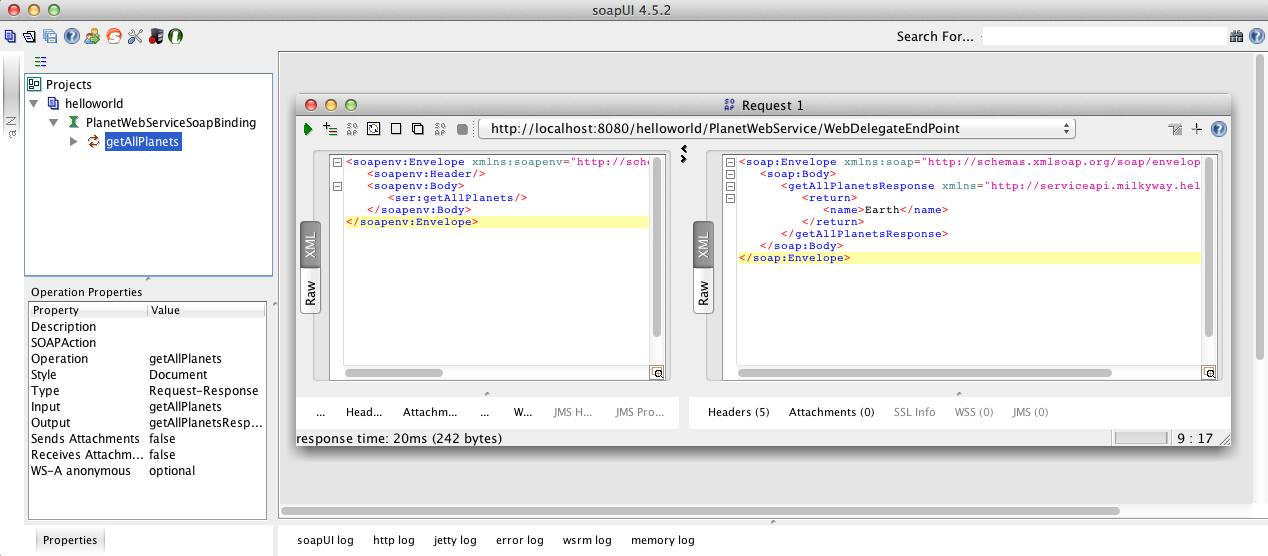 soapUI 4.5.2
Search For...
Na
Projects
helloworld
PlanetWebServiceSoapBinding
getAllPlanets
Operation Properties
Property Value
Description
SOAPAction
Operation getAllPlanets
Style Document
Type Request-Response
Input getAllPlanets
Output getAllPlanetsResp...
Sends Attachments false
Receives Attachm... false
WS-A anonymous optional
Properties
SO AP Request 1
http://localhost:8080/helloworld/PlanetWebService/WebDelegateEndPoint
XML
Raw
<soapenv:Envelope xmlns:soapenv="http://sche
<soapenv:Header/>
<soapenv:Body>
<ser:getAllPlanets/>
</soapenv:Body>
</soapenv:Envelope>
XML
Raw
<soap:Envelope xmlns:soap="http://schemas.xmlsoap.org/soap/envelop
<soap:Body>
<getAllPlanetsResponse xmlns="http://serviceapi.milkyway.hel
<return>
<name>Earth</name>
</return>
</getAllPlanetsResponse>
</soap:Body>
</soap:Envelope>
... Head... Attachm... ... W... JMS H... JMS Pro...
Headers (5) Attachments (0) SSL Info WSS (0) JMS (0)
response time: 20ms (242 bytes)
9 : 17
soapUI log http log jetty log error log wsrm log memory log